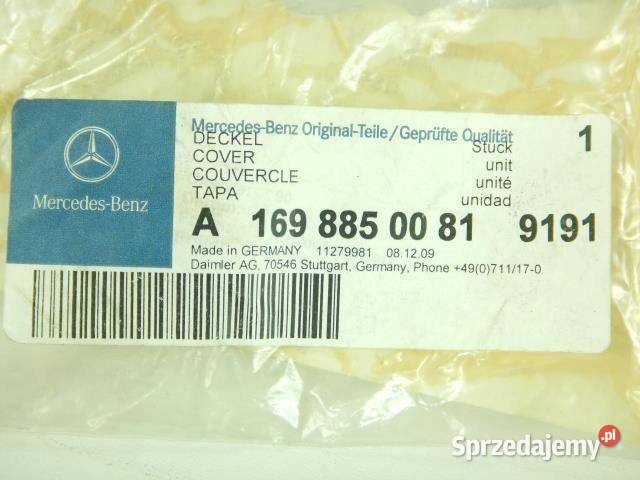 Mercedes-Benz Original-Teile/Geprüfte Qualität
DECKEL
COVER
COUVERCLE
TAPA
Stück
unit
unité
unidad
1
Mercedes-Benz
A 169 885 00 81 9191
Made in GERMANY 11279981 08.12.09
Daimler AG, 70546 Stuttgart, Germany, Phone +49(0)711/17-0
Sprzedajemy.pl